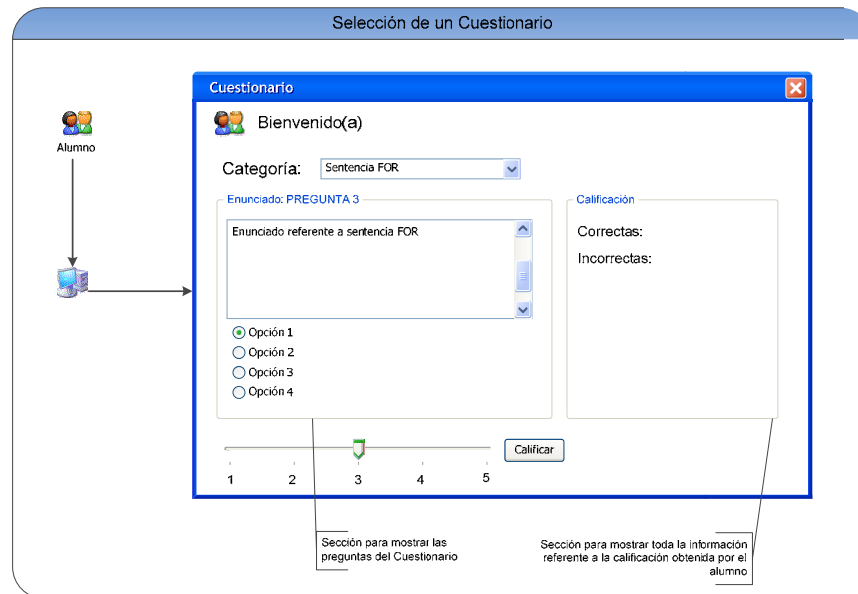 Selección de un Cuestionario
Alumno
Cuestionario
Bienvenido(a)
Categoría: Sentencia FOR
Enunciado: PREGUNTA 3
Enunciado referente a sentencia FOR
Opción 1
Opción 2
Opción 3
Opción 4
Calificación
Correctas:
Incorrectas:
1 2 3 4 5
Calificar
Sección para mostrar las
preguntas del Cuestionario
Sección para mostrar toda la información
referente a la calificación obtenida por el
alumno